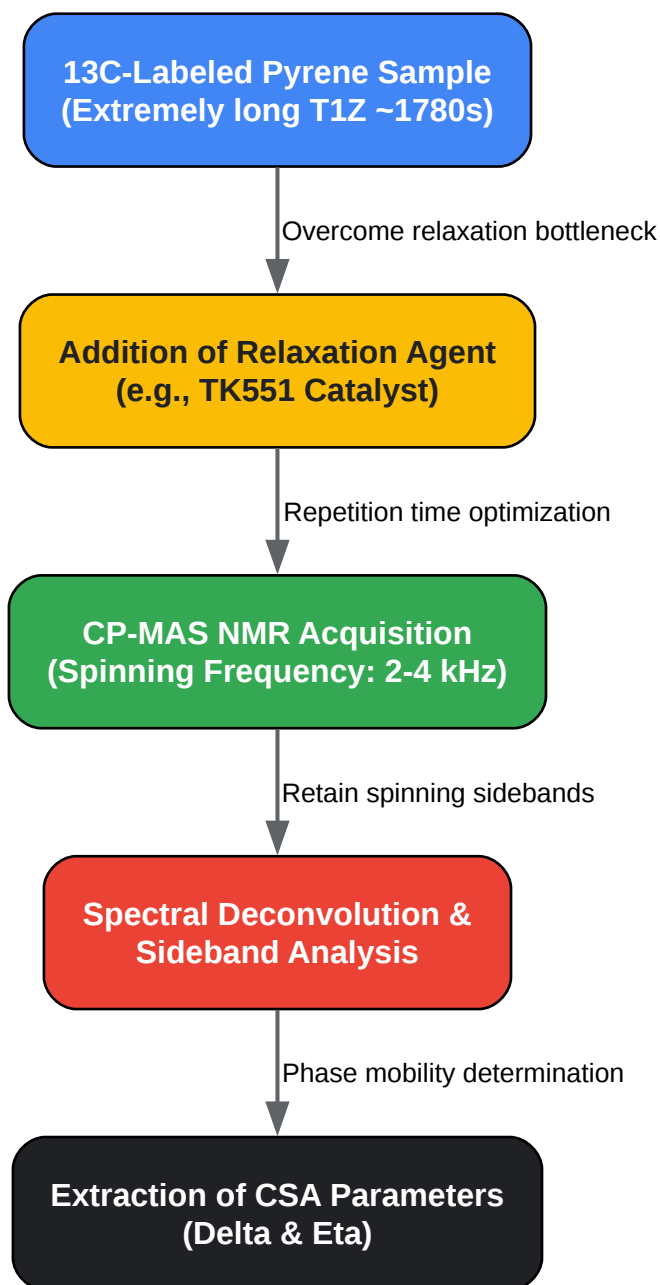 13C-Labeled Pyrene Sample
(Extremely long T1Z ~1780s)
Overcome relaxation bottleneck
Addition of Relaxation Agent
(e.g., TK551 Catalyst)
Repetition time optimization
CP-MAS NMR Acquisition
(Spinning Frequency: 2-4 kHz)
Retain spinning sidebands
Spectral Deconvolution &
Sideband Analysis
Phase mobility determination
Extraction of CSA Parameters
(Delta & Eta)